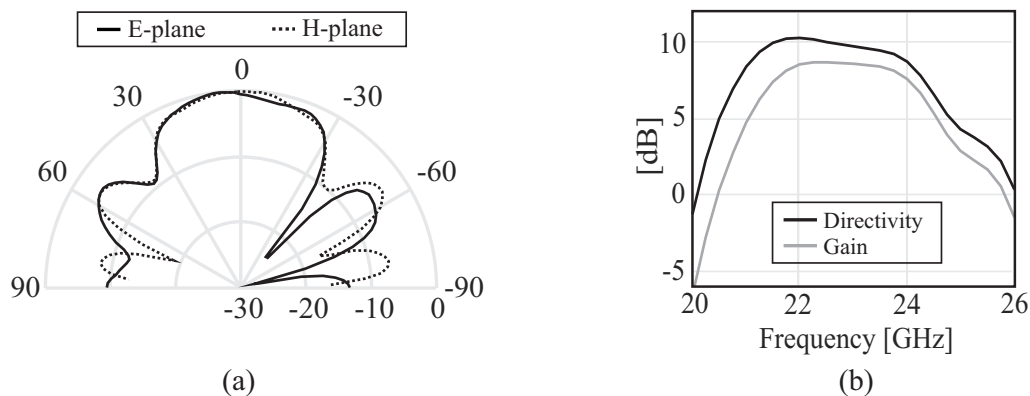 E-plane H-plane
0
30 -30
60 -60
90 -90
-30 -20 -10 0
(a)
[dB]
10
5
0
-5
Directivity
Gain
20 22 24 26
Frequency [GHz]
(b)